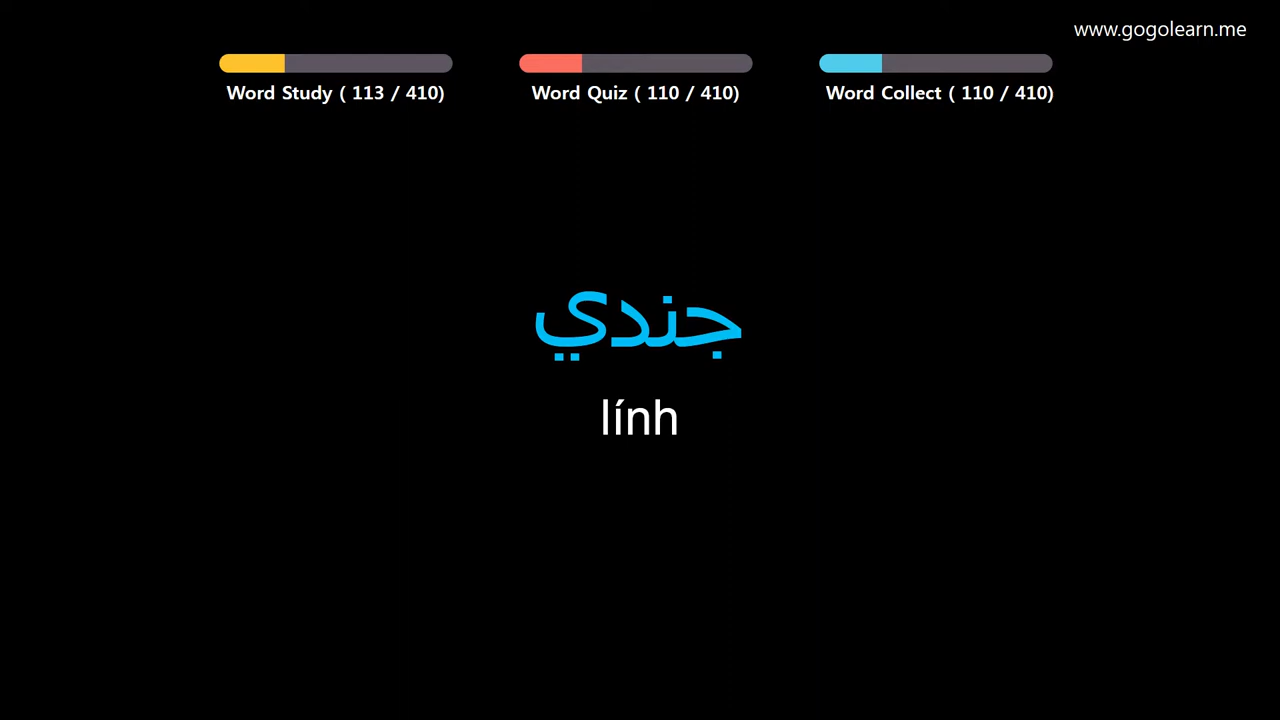 www.gogolearn.me
Word Study ( 113 / 410)
Word Quiz ( 110 / 410)
Word Collect ( 110 / 410)
جندي
lính